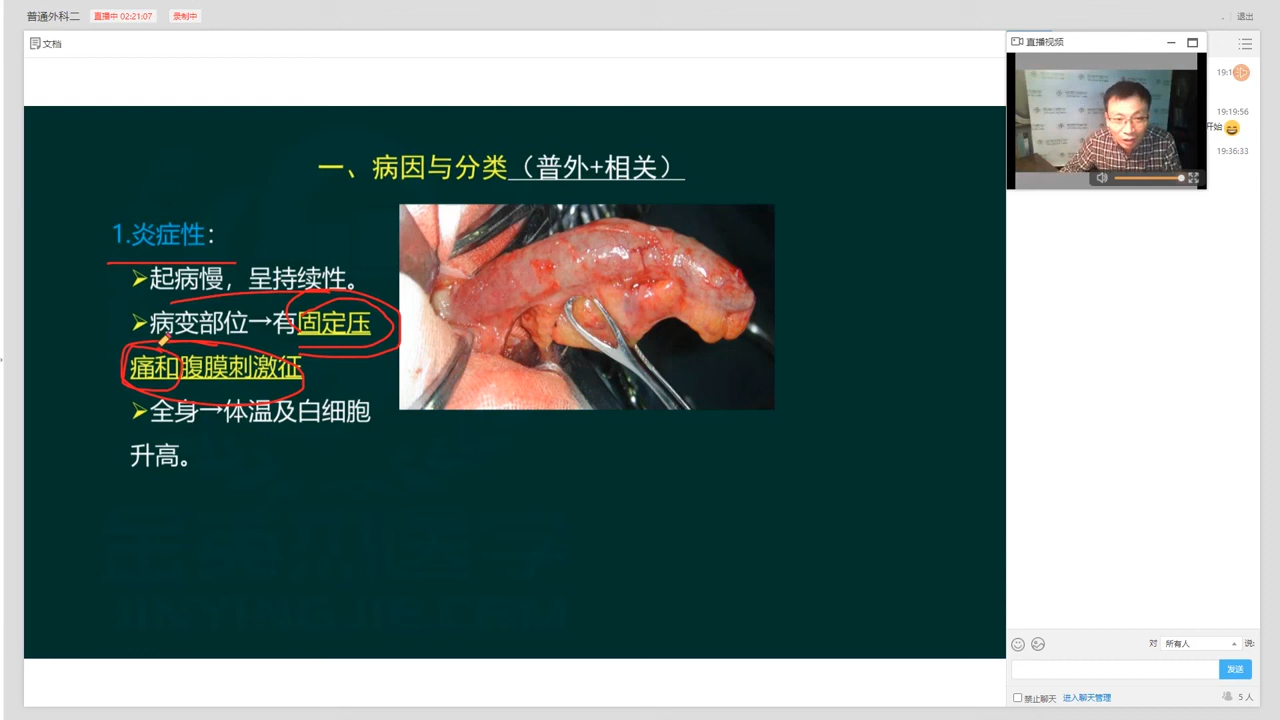 普通外科二
直播中 02:21:07
录制中
退出
文档
直播视频
19:1
19:19:56
开始
19:36:33
一、病因与分类（普外+相关）
1.炎症性：
➢起病慢，呈持续性。
➢病变部位→有固定压
痛和腹膜刺激征
➢全身→体温及白细胞
升高。
对 所有人 说:
发送
禁止聊天 进入聊天管理
5 人